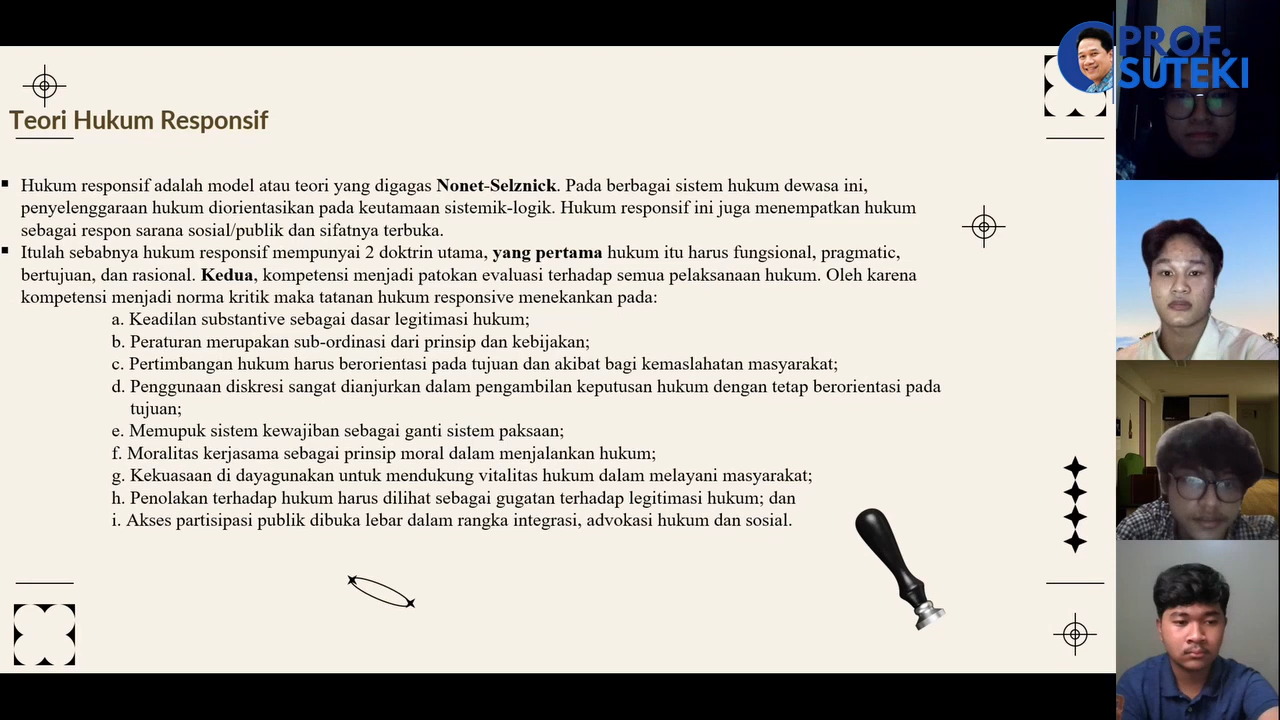 PROF.
SUTEKI
Teori Hukum Responsif
Hukum responsif adalah model atau teori yang digagas Nonet-Selznick. Pada berbagai sistem hukum dewasa ini,
penyelenggaraan hukum diorientasikan pada keutamaan sistemik-logik. Hukum responsif ini juga menempatkan hukum
sebagai respon sarana sosial/publik dan sifatnya terbuka.
Itulah sebabnya hukum responsif mempunyai 2 doktrin utama, yang pertama hukum itu harus fungsional, pragmatic,
bertujuan, dan rasional. Kedua, kompetensi menjadi patokan evaluasi terhadap semua pelaksanaan hukum. Oleh karena
kompetensi menjadi norma kritik maka tatanan hukum responsive menekankan pada:
a. Keadilan substantive sebagai dasar legitimasi hukum;
b. Peraturan merupakan sub-ordinasi dari prinsip dan kebijakan;
c. Pertimbangan hukum harus berorientasi pada tujuan dan akibat bagi kemaslahatan masyarakat;
d. Penggunaan diskresi sangat dianjurkan dalam pengambilan keputusan hukum dengan tetap berorientasi pada
tujuan;
e. Memupuk sistem kewajiban sebagai ganti sistem paksaan;
f. Moralitas kerjasama sebagai prinsip moral dalam menjalankan hukum;
g. Kekuasaan di dayagunakan untuk mendukung vitalitas hukum dalam melayani masyarakat;
h. Penolakan terhadap hukum harus dilihat sebagai gugatan terhadap legitimasi hukum; dan
i. Akses partisipasi publik dibuka lebar dalam rangka integrasi, advokasi hukum dan sosial.